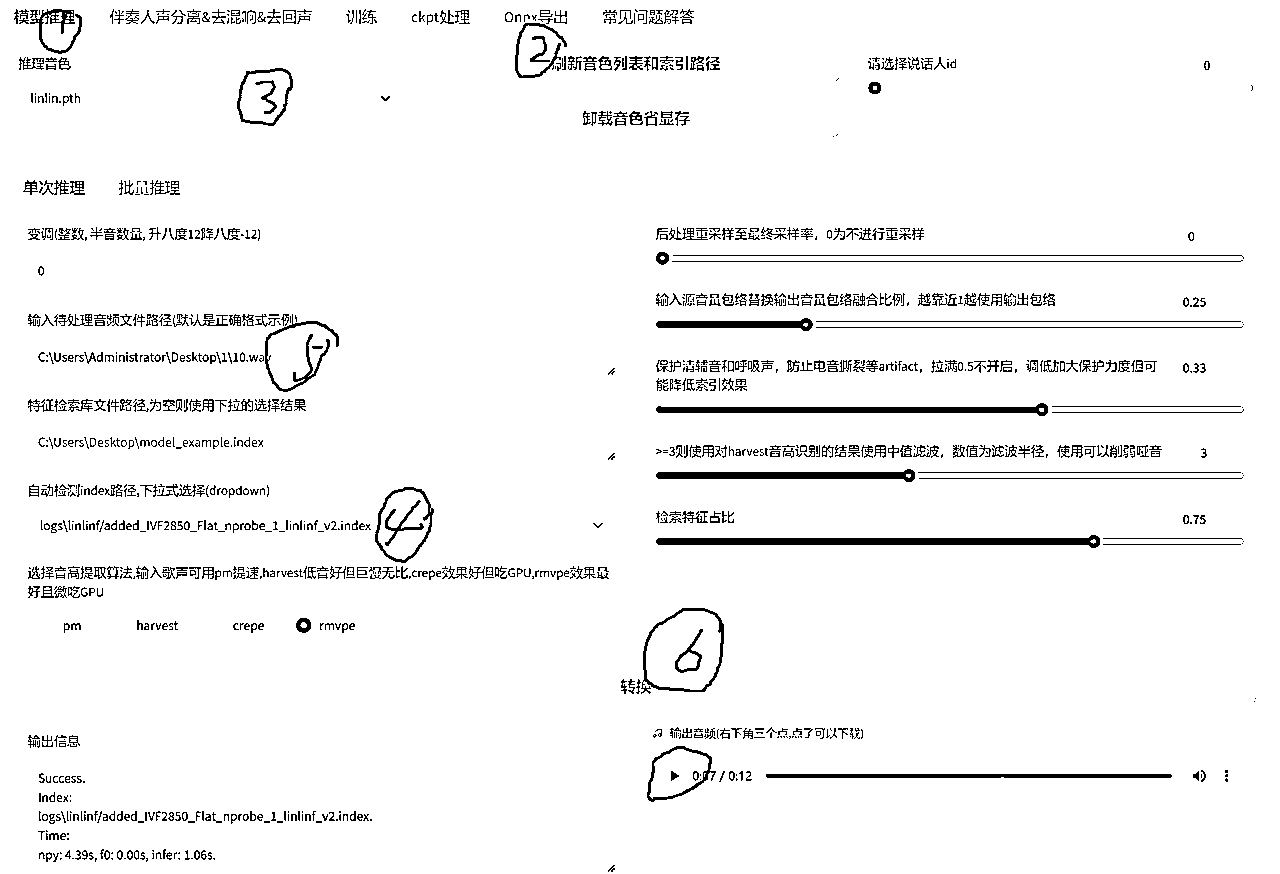 模型推理 伴奏人声分离&去混响&去回声 训练 ckpt处理 Onnx导出 常见问题解答
1
2
推理音色
刷新音色列表和索引路径
请选择说话人id 0
linlin.pth
3
卸载音色省显存
单次推理 批量推理
变调(整数, 半音数量, 升八度12降八度-12)
0
输入待处理音频文件路径(默认是正确格式示例)
C:\Users\Administrator\Desktop\1\10.wav
5
特征检索库文件路径,为空则使用下拉的选择结果
C:\Users\Desktop\model_example.index
自动检测index路径,下拉式选择(dropdown)
logs\linlinf/added_IVF2850_Flat_nprobe_1_linlinf_v2.index
4
选择音高提取算法,输入歌声可用pm提速,harvest低音好但巨慢无比,crepe效果好但吃GPU,rmvpe效果最
好且微吃GPU
pm harvest crepe rmvpe
后处理重采样至最终采样率，0为不进行重采样 0
输入源音量包络替换输出音量包络融合比例，越靠近1越使用输出包络 0.25
保护清辅音和呼吸声，防止电音撕裂等artifact，拉满0.5不开启，调低加大保护力度但可 0.33
能降低索引效果
>=3则使用对harvest音高识别的结果使用中值滤波，数值为滤波半径，使用可以削弱哑音 3
检索特征占比 0.75
6
转换
输出信息
Success.
Index:
logs\linlinf/added_IVF2850_Flat_nprobe_1_linlinf_v2.index.
Time:
npy: 4.39s, f0: 0.00s, infer: 1.06s.
输出音频(右下角三个点,点了可以下载)
0:07 / 0:12